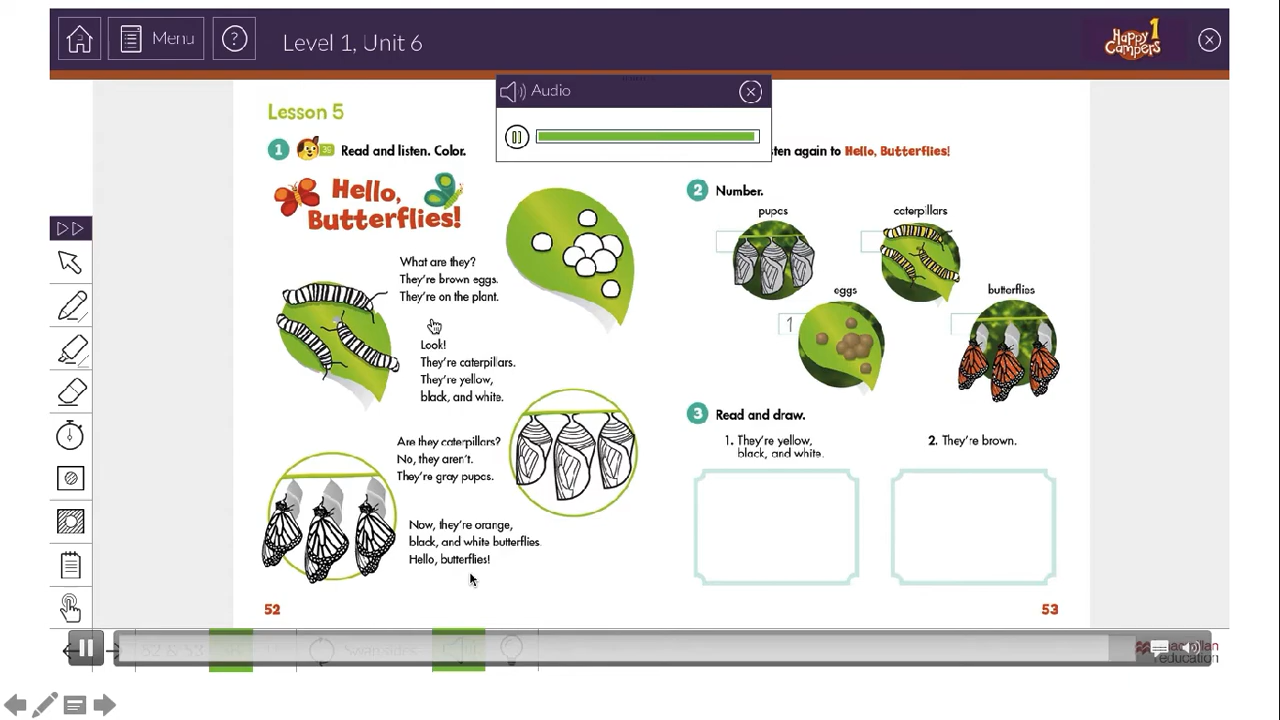 Menu
?
Level 1, Unit 6
Happy Campers 1
Audio
Lesson 5
1 36 Read and listen. Color.
Hello,
Butterflies!
What are they?
They're brown eggs.
They're on the plant.
Look!
They're caterpillars.
They're yellow,
black, and white.
Are they caterpillars?
No, they aren't.
They're gray pupas.
Now, they're orange,
black, and white butterflies.
Hello, butterflies!
52
again to Hello, Butterflies!
2 Number.
pupas
caterpillars
eggs
butterflies
1
3 Read and draw.
1. They're yellow,
black, and white.
2. They're brown.
53
52 & 53
education